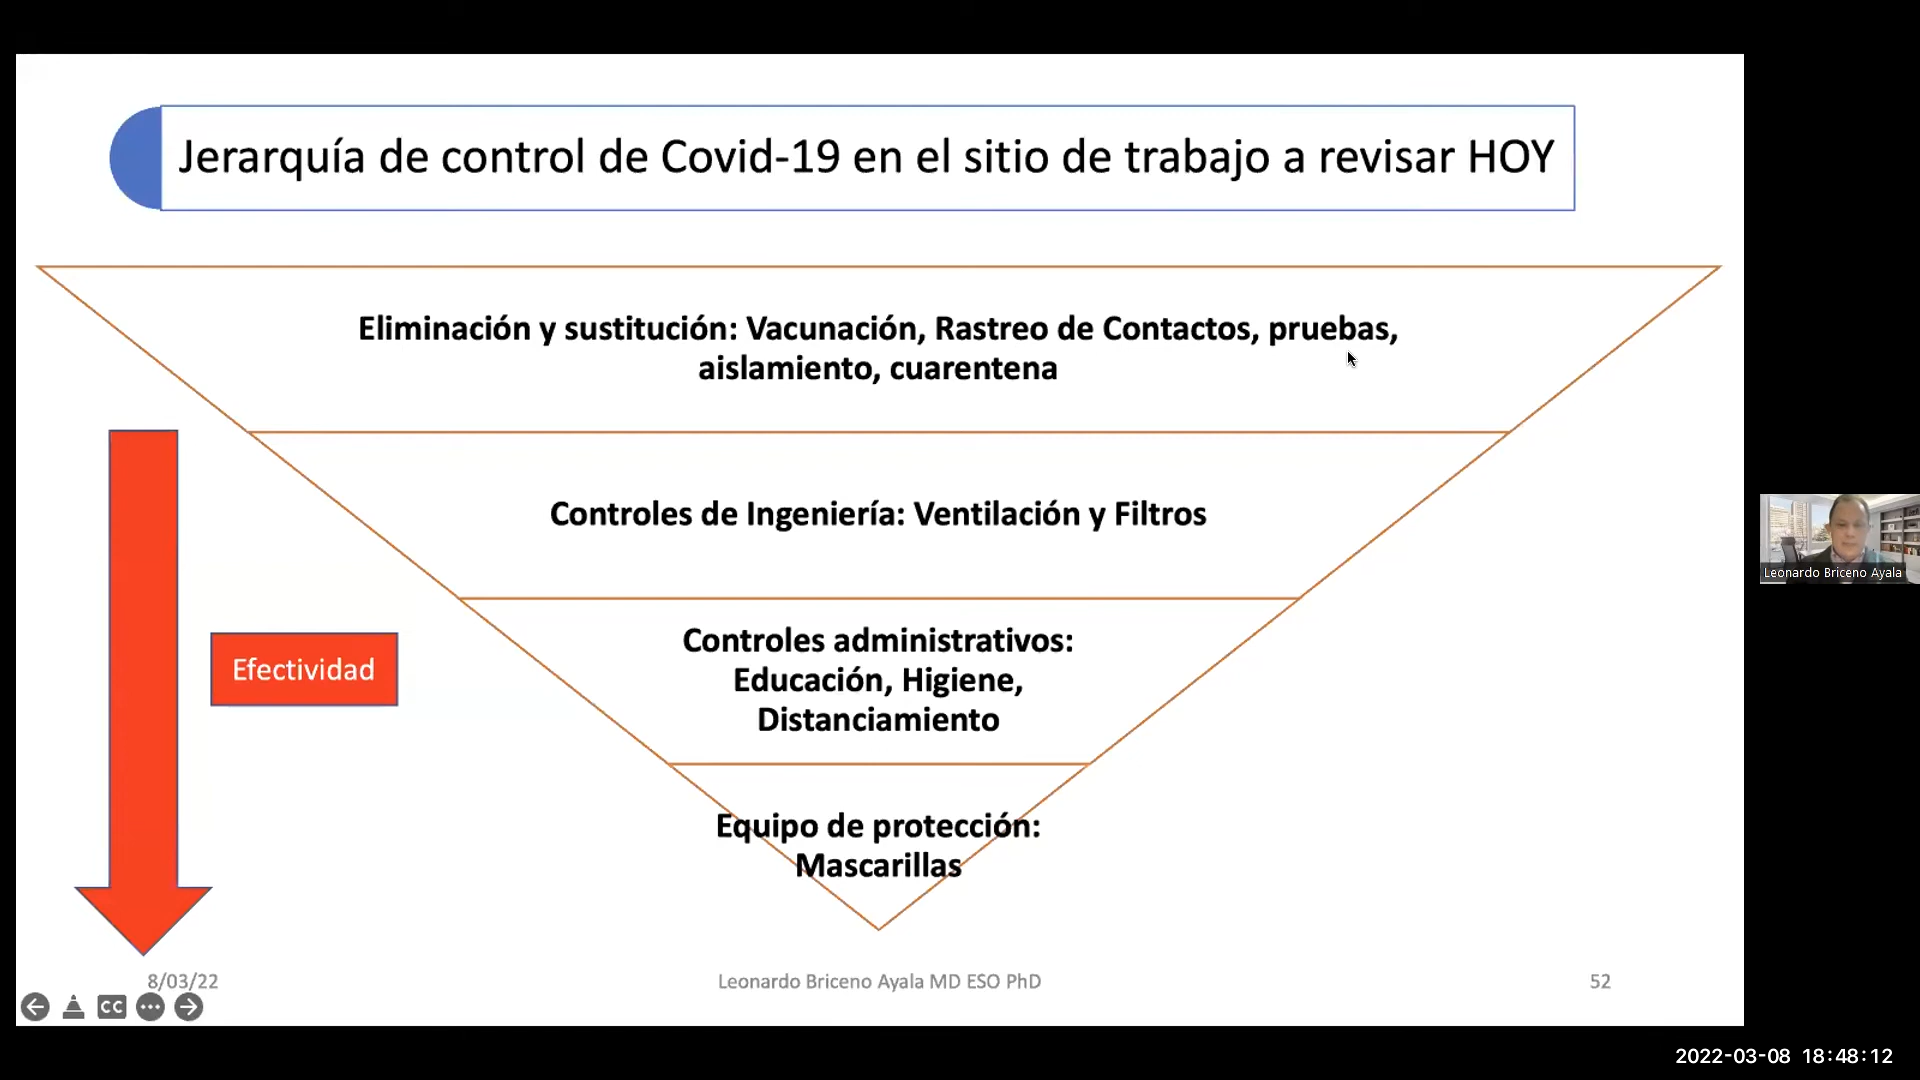 Jerarquía de control de Covid-19 en el sitio de trabajo a revisar HOY
Eliminación y sustitución: Vacunación, Rastreo de Contactos, pruebas,
aislamiento, cuarentena
Controles de Ingeniería: Ventilación y Filtros
Controles administrativos:
Educación, Higiene,
Distanciamiento
Efectividad
Equipo de protección:
Mascarillas
Leonardo Briceno Ayala
8/03/22
Leonardo Briceno Ayala MD ESO PhD
52
CC
2022-03-08 18:48:12